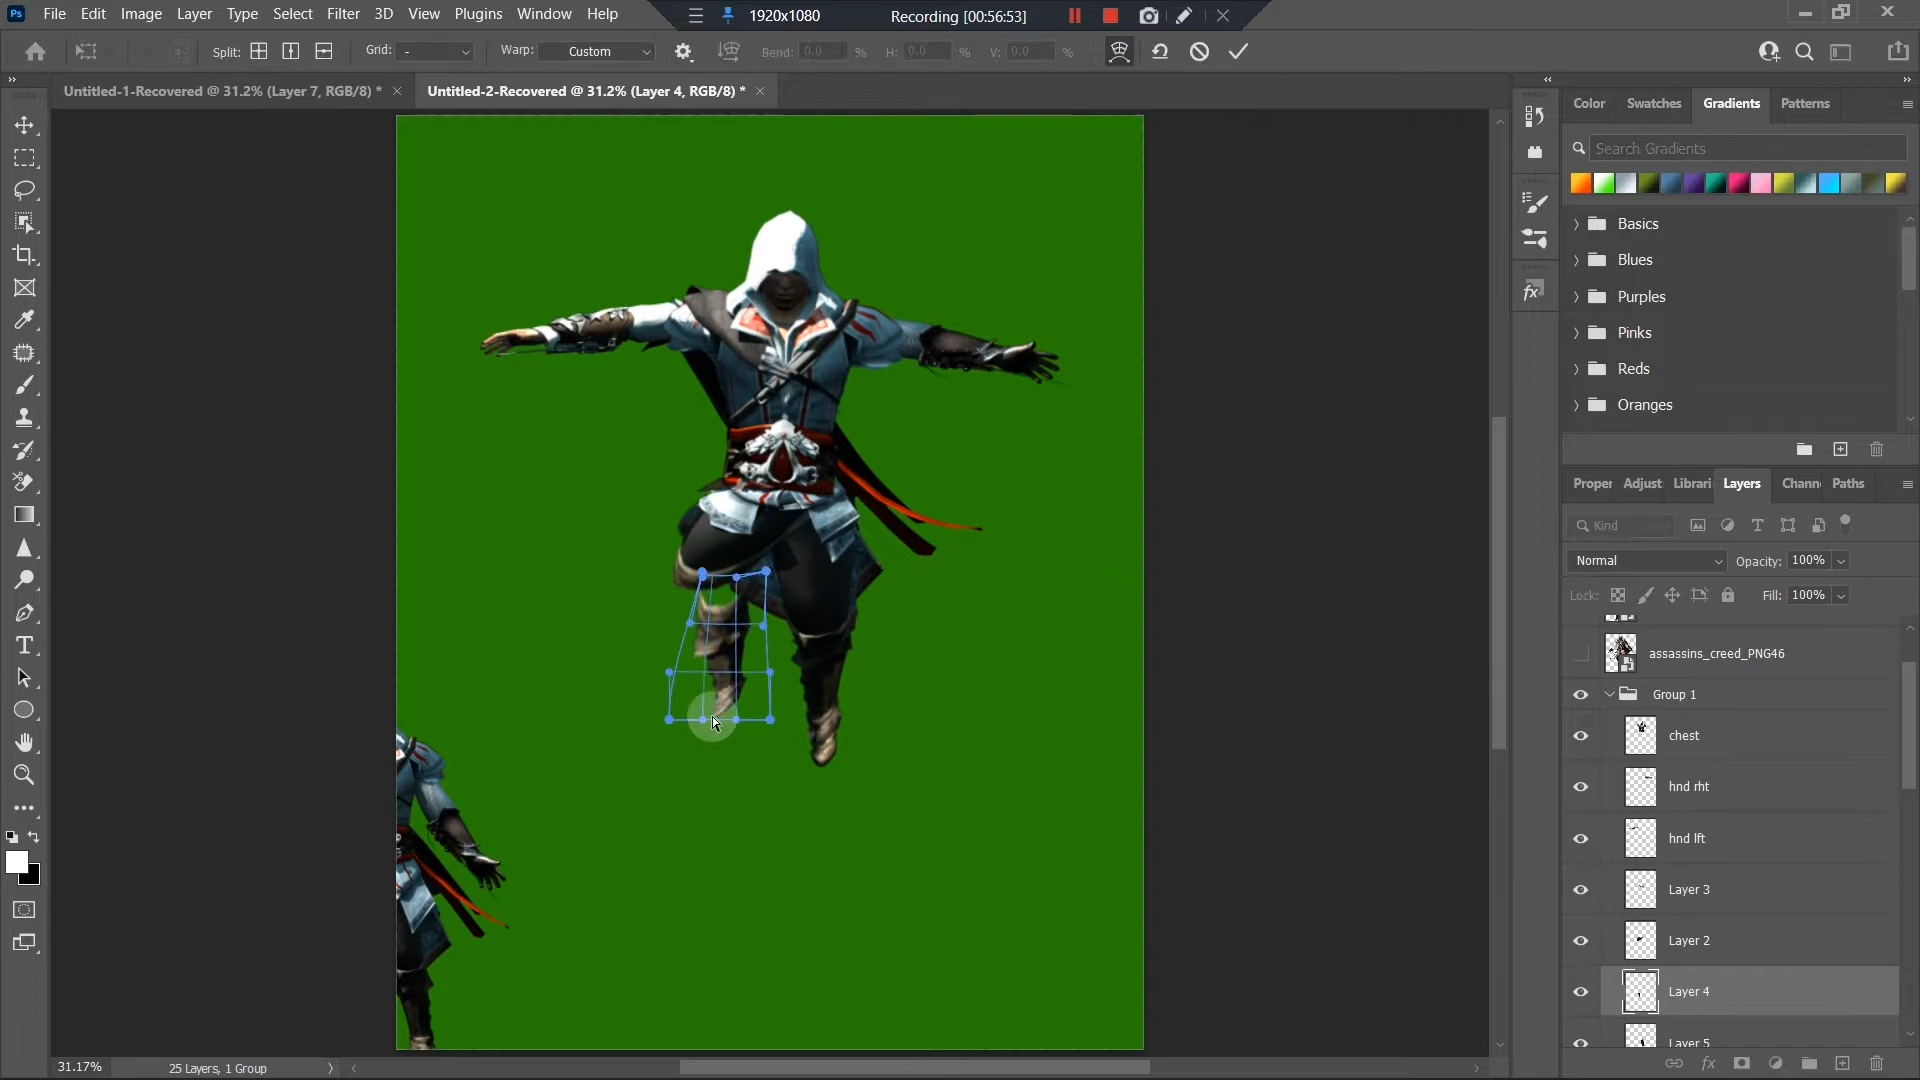 Ps File Edit Image Layer Type Select Filter 3D View Plugins Window Help 1920x1080 Recording [00:56:53]
Split: Grid: - Warp: Custom Bend: 0.0 % H: 0.0 % V: 0.0 %
Untitled-1-Recovered @ 31.2% (Layer 7, RGB/8) * Untitled-2-Recovered @ 31.2% (Layer 4, RGB/8) *
Color Swatches Gradients Patterns
Search Gradients
Basics
Blues
Purples
Pinks
Reds
Oranges
Proper Adjust Librari Layers Chann Paths
Kind
Normal Opacity: 100%
Lock: Fill: 100%
assassins_creed_PNG46
Group 1
chest
hnd rht
hnd lft
Layer 3
Layer 2
Layer 4
Layer 5
31.17% 25 Layers, 1 Group